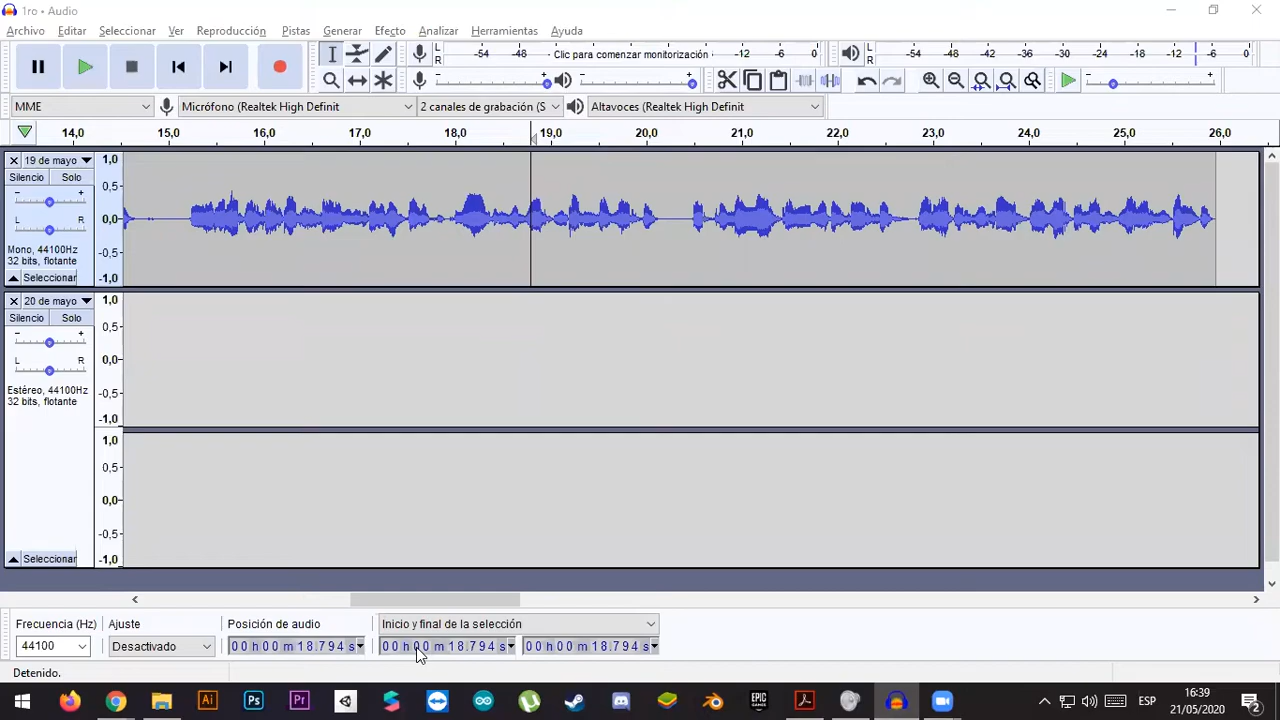 1ro • Audio
Archivo Editar Seleccionar Ver Reproducción Pistas Generar Efecto Analizar Herramientas Ayuda
L R -54 -48 Clic para comenzar monitorización -12 -6 0 L R -54 -48 -42 -36 -30 -24 -18 -12 -6 0
MME Micrófono (Realtek High Definit 2 canales de grabación (S Altavoces (Realtek High Definit
14,0 15,0 16,0 17,0 18,0 19,0 20,0 21,0 22,0 23,0 24,0 25,0 26,0
19 de mayo
Silencio Solo
- +
L R
Mono, 44100Hz
32 bits, flotante
Seleccionar
1,0
0,5
0,0
-0,5
-1,0
20 de mayo
Silencio Solo
- +
L R
Estéreo, 44100Hz
32 bits, flotante
1,0
0,5
0,0
-0,5
-1,0
1,0
0,5
0,0
-0,5
-1,0
Seleccionar
Frecuencia (Hz) Ajuste Posición de audio Inicio y final de la selección
44100 Desactivado 00 h 00 m 18.794 s 00 h 00 m 18.794 s 00 h 00 m 18.794 s
Detenido.
Ai Ps Pr EPIC GAMES ESP 16:39
21/05/2020 2